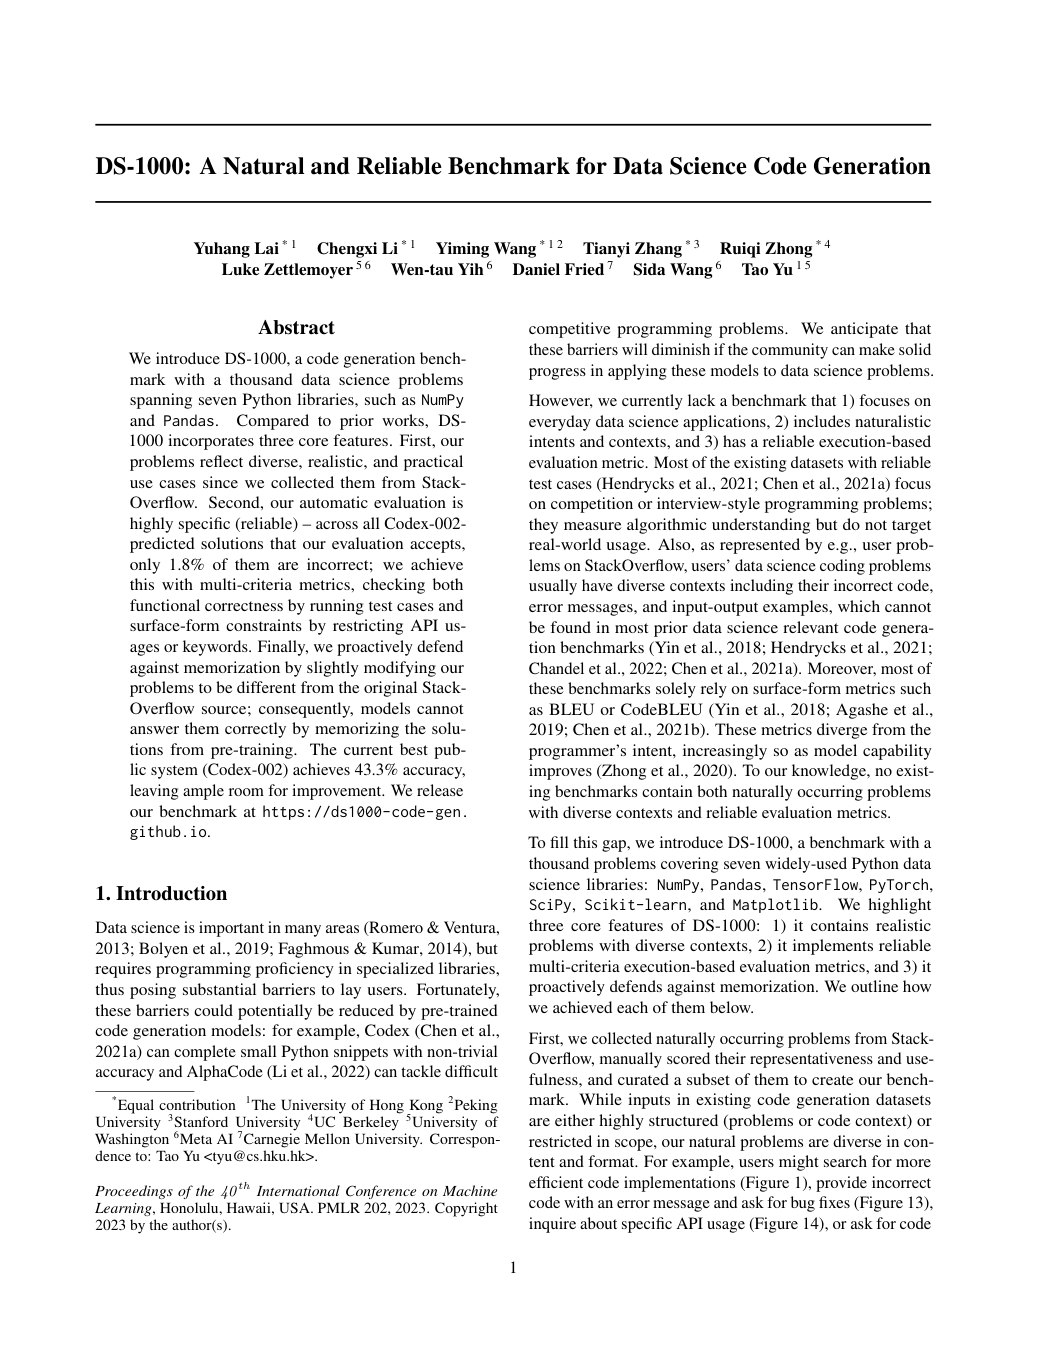 DS-1000: A Natural and Reliable Benchmark for Data Science Code Generation
Yuhang Lai * 1 Chengxi Li * 1 Yiming Wang * 1 2 Tianyi Zhang * 3 Ruiqi Zhong * 4
Luke Zettlemoyer 5 6 Wen-tau Yih 6 Daniel Fried 7 Sida Wang 6 Tao Yu 1 5
Abstract
We introduce DS-1000, a code generation bench-
mark with a thousand data science problems
spanning seven Python libraries, such as NumPy
and Pandas. Compared to prior works, DS-
1000 incorporates three core features. First, our
problems reflect diverse, realistic, and practical
use cases since we collected them from Stack-
Overflow. Second, our automatic evaluation is
highly specific (reliable) – across all Codex-002-
predicted solutions that our evaluation accepts,
only 1.8% of them are incorrect; we achieve
this with multi-criteria metrics, checking both
functional correctness by running test cases and
surface-form constraints by restricting API us-
ages or keywords. Finally, we proactively defend
against memorization by slightly modifying our
problems to be different from the original Stack-
Overflow source; consequently, models cannot
answer them correctly by memorizing the solu-
tions from pre-training. The current best pub-
lic system (Codex-002) achieves 43.3% accuracy,
leaving ample room for improvement. We release
our benchmark at https://ds1000-code-gen.
github.io.
1. Introduction
Data science is important in many areas (Romero & Ventura,
2013; Bolyen et al., 2019; Faghmous & Kumar, 2014), but
requires programming proficiency in specialized libraries,
thus posing substantial barriers to lay users. Fortunately,
these barriers could potentially be reduced by pre-trained
code generation models: for example, Codex (Chen et al.,
2021a) can complete small Python snippets with non-trivial
accuracy and AlphaCode (Li et al., 2022) can tackle difficult
*Equal contribution 1The University of Hong Kong 2Peking
University 3Stanford University 4UC Berkeley 5University of
Washington 6Meta AI 7Carnegie Mellon University. Correspon-
dence to: Tao Yu <tyu@cs.hku.hk>.
Proceedings of the 40th International Conference on Machine
Learning, Honolulu, Hawaii, USA. PMLR 202, 2023. Copyright
2023 by the author(s).
competitive programming problems. We anticipate that
these barriers will diminish if the community can make solid
progress in applying these models to data science problems.
However, we currently lack a benchmark that 1) focuses on
everyday data science applications, 2) includes naturalistic
intents and contexts, and 3) has a reliable execution-based
evaluation metric. Most of the existing datasets with reliable
test cases (Hendrycks et al., 2021; Chen et al., 2021a) focus
on competition or interview-style programming problems;
they measure algorithmic understanding but do not target
real-world usage. Also, as represented by e.g., user prob-
lems on StackOverflow, users' data science coding problems
usually have diverse contexts including their incorrect code,
error messages, and input-output examples, which cannot
be found in most prior data science relevant code genera-
tion benchmarks (Yin et al., 2018; Hendrycks et al., 2021;
Chandel et al., 2022; Chen et al., 2021a). Moreover, most of
these benchmarks solely rely on surface-form metrics such
as BLEU or CodeBLEU (Yin et al., 2018; Agashe et al.,
2019; Chen et al., 2021b). These metrics diverge from the
programmer's intent, increasingly so as model capability
improves (Zhong et al., 2020). To our knowledge, no exist-
ing benchmarks contain both naturally occurring problems
with diverse contexts and reliable evaluation metrics.
To fill this gap, we introduce DS-1000, a benchmark with a
thousand problems covering seven widely-used Python data
science libraries: NumPy, Pandas, TensorFlow, PyTorch,
SciPy, Scikit-learn, and Matplotlib. We highlight
three core features of DS-1000: 1) it contains realistic
problems with diverse contexts, 2) it implements reliable
multi-criteria execution-based evaluation metrics, and 3) it
proactively defends against memorization. We outline how
we achieved each of them below.
First, we collected naturally occurring problems from Stack-
Overflow, manually scored their representativeness and use-
fulness, and curated a subset of them to create our bench-
mark. While inputs in existing code generation datasets
are either highly structured (problems or code context) or
restricted in scope, our natural problems are diverse in con-
tent and format. For example, users might search for more
efficient code implementations (Figure 1), provide incorrect
code with an error message and ask for bug fixes (Figure 13),
inquire about specific API usage (Figure 14), or ask for code
1